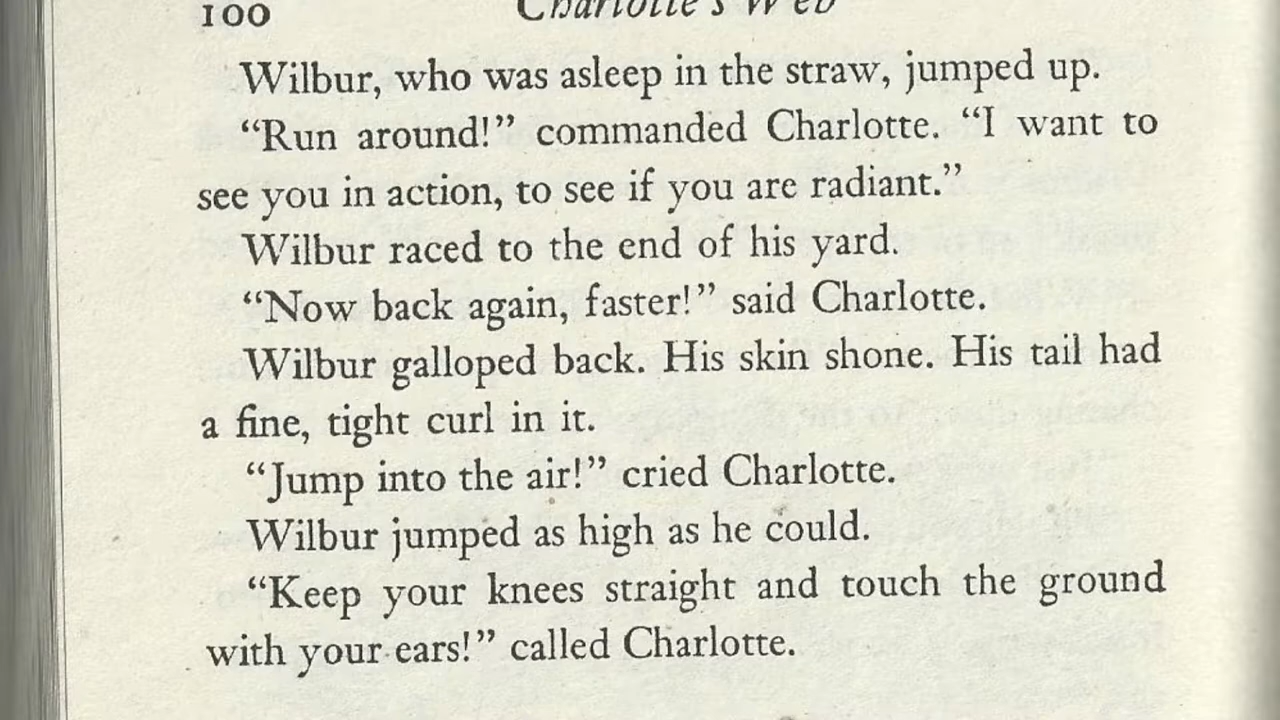 100
Charlotte's Web
Wilbur, who was asleep in the straw, jumped up.
“Run around!” commanded Charlotte. “I want to
see you in action, to see if you are radiant.”
Wilbur raced to the end of his yard.
“Now back again, faster!” said Charlotte.
Wilbur galloped back. His skin shone. His tail had
a fine, tight curl in it.
“Jump into the air!” cried Charlotte.
Wilbur jumped as high as he could.
“Keep your knees straight and touch the ground
with your ears!” called Charlotte.